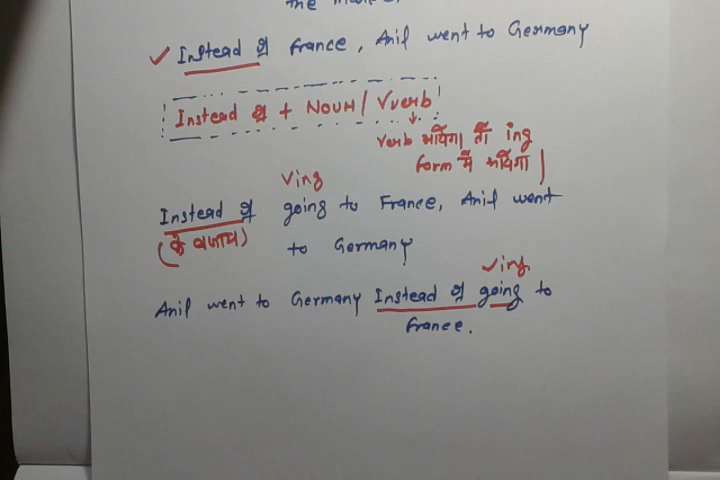 the
✓ Instead of France, Anil went to Germany
Instead of + Noun / Vverb
↓
verb आयेगा तो ing
form में आयेगा |
Ving
Instead of going to France, Anil went
(के बजाय) to Germany
ving
Anil went to Germany Instead of going to
France.